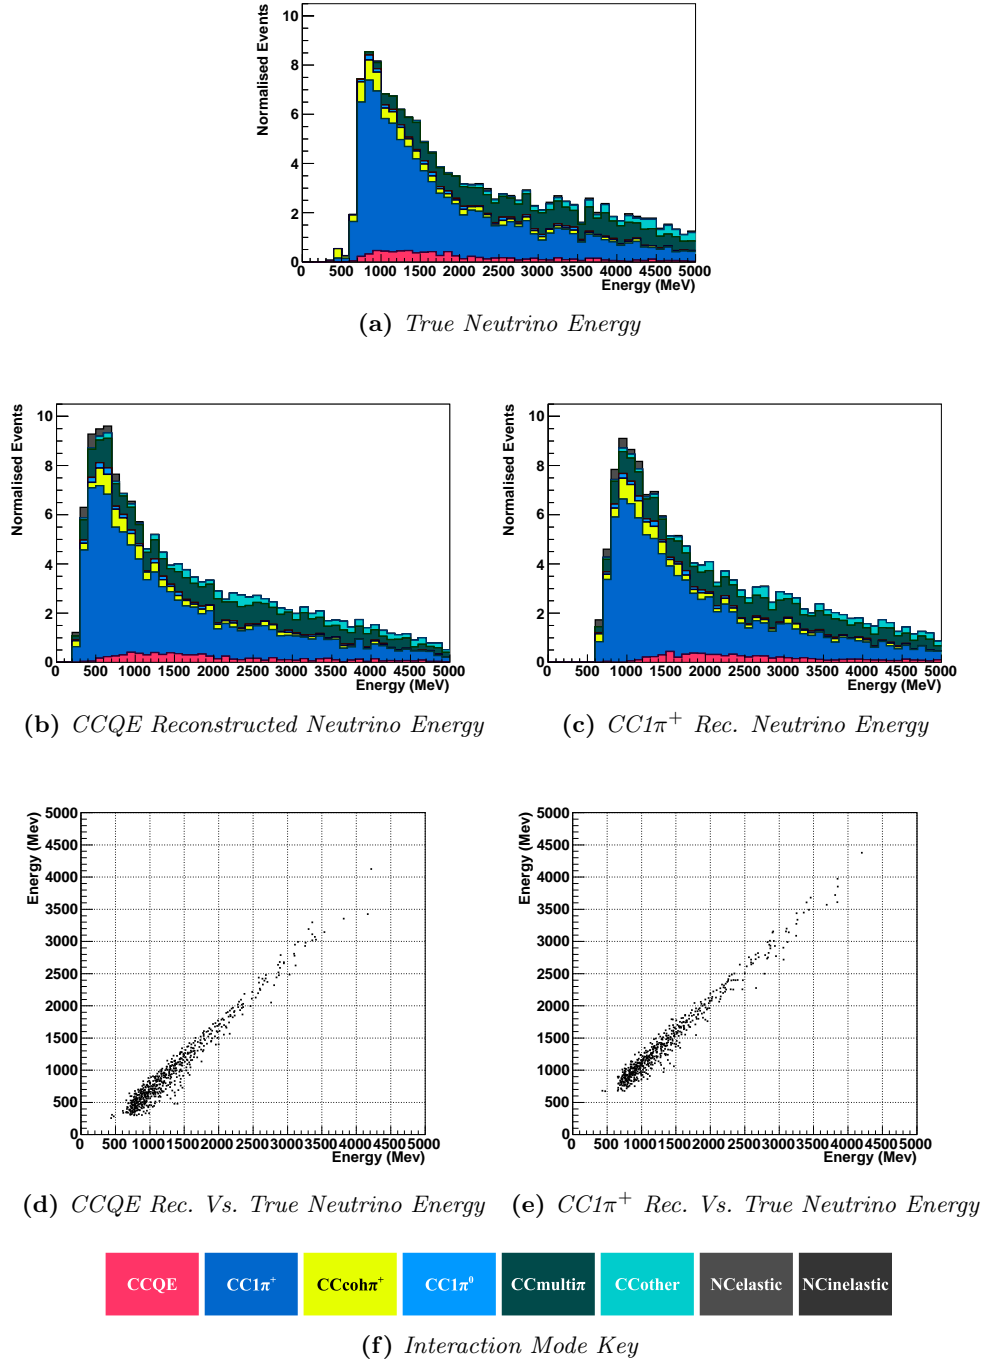 Normalised Events
10
8
6
4
2
0
0 500 1000 1500 2000 2500 3000 3500 4000 4500 5000
Energy (MeV)
(a) True Neutrino Energy
Normalised Events
10
8
6
4
2
0
0 500 1000 1500 2000 2500 3000 3500 4000 4500 5000
Energy (MeV)
(b) CCQE Reconstructed Neutrino Energy
Normalised Events
10
8
6
4
2
0
0 500 1000 1500 2000 2500 3000 3500 4000 4500 5000
Energy (MeV)
(c) CC1π⁺ Rec. Neutrino Energy
Energy (Mev)
5000
4500
4000
3500
3000
2500
2000
1500
1000
500
0
0 500 1000 1500 2000 2500 3000 3500 4000 4500 5000
Energy (Mev)
(d) CCQE Rec. Vs. True Neutrino Energy
Energy (Mev)
5000
4500
4000
3500
3000
2500
2000
1500
1000
500
0
0 500 1000 1500 2000 2500 3000 3500 4000 4500 5000
Energy (Mev)
(e) CC1π⁺ Rec. Vs. True Neutrino Energy
CCQE CC1π⁺ CCcohπ⁺ CC1π⁰ CCmultiπ CCother NCelastic NCinelastic
(f) Interaction Mode Key